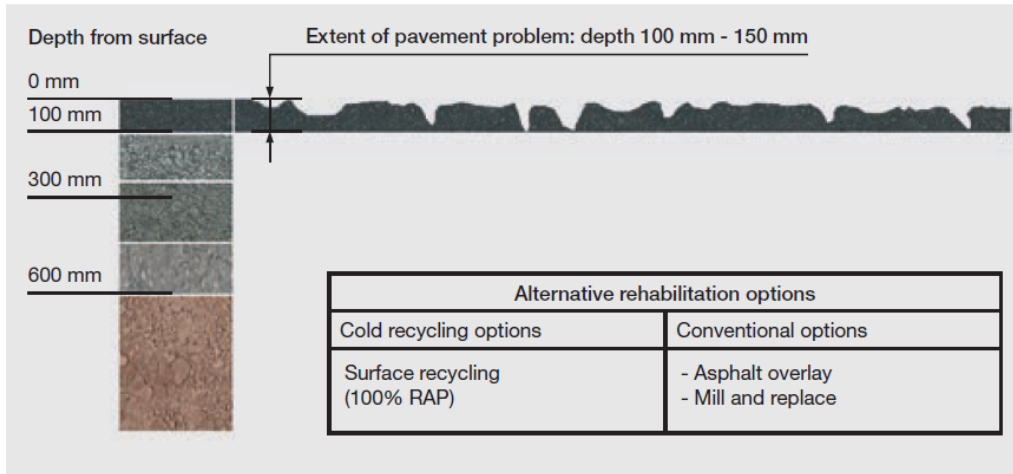 Depth from surface
Extent of pavement problem: depth 100 mm - 150 mm
0 mm
100 mm
300 mm
600 mm
Alternative rehabilitation options
Cold recycling options
Conventional options
Surface recycling
(100% RAP)
- Asphalt overlay
- Mill and replace